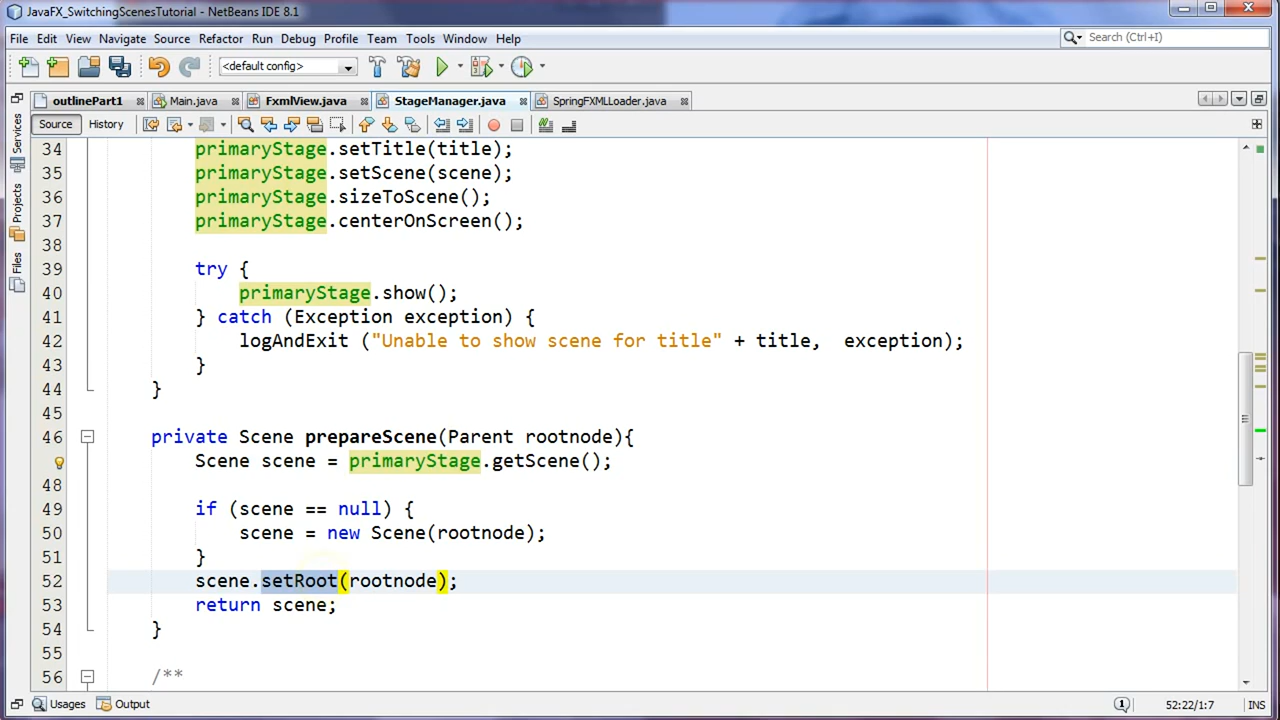 JavaFX_SwitchingScenesTutorial - NetBeans IDE 8.1
File Edit View Navigate Source Refactor Run Debug Profile Team Tools Window Help
Search (Ctrl+I)
<default config>
outlinePart1 Main.java FxmlView.java StageManager.java SpringFXMLLoader.java
Source History
Services
Projects
Files
34 primaryStage.setTitle(title);
35 primaryStage.setScene(scene);
36 primaryStage.sizeToScene();
37 primaryStage.centerOnScreen();
38
39 try {
40 primaryStage.show();
41 } catch (Exception exception) {
42 logAndExit ("Unable to show scene for title" + title,  exception);
43 }
44 }
45
46 private Scene prepareScene(Parent rootnode){
Scene scene = primaryStage.getScene();
48
49 if (scene == null) {
50 scene = new Scene(rootnode);
51 }
52 scene.setRoot(rootnode);
53 return scene;
54 }
55
56 /**
Usages Output
1
52:22/1:7 INS